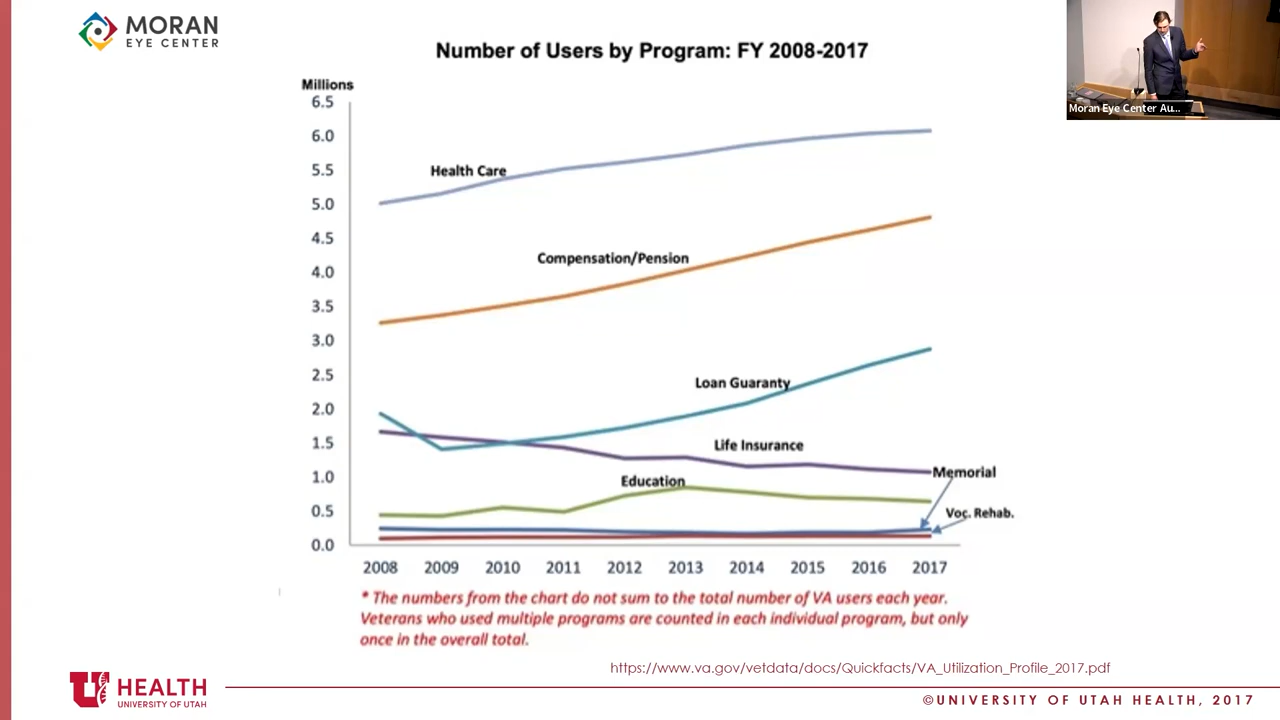 MORAN
EYE CENTER
Number of Users by Program: FY 2008-2017
Moran Eye Center Au...
Millions
6.5
6.0
5.5
5.0
4.5
4.0
3.5
3.0
2.5
2.0
1.5
1.0
0.5
0.0
Health Care
Compensation/Pension
Loan Guaranty
Life Insurance
Education
Memorial
Voc. Rehab.
2008 2009 2010 2011 2012 2013 2014 2015 2016 2017
* The numbers from the chart do not sum to the total number of VA users each year.
Veterans who used multiple programs are counted in each individual program, but only
once in the overall total.
https://www.va.gov/vetdata/docs/Quickfacts/VA_Utilization_Profile_2017.pdf
U HEALTH
UNIVERSITY OF UTAH
©UNIVERSITY OF UTAH HEALTH, 2017